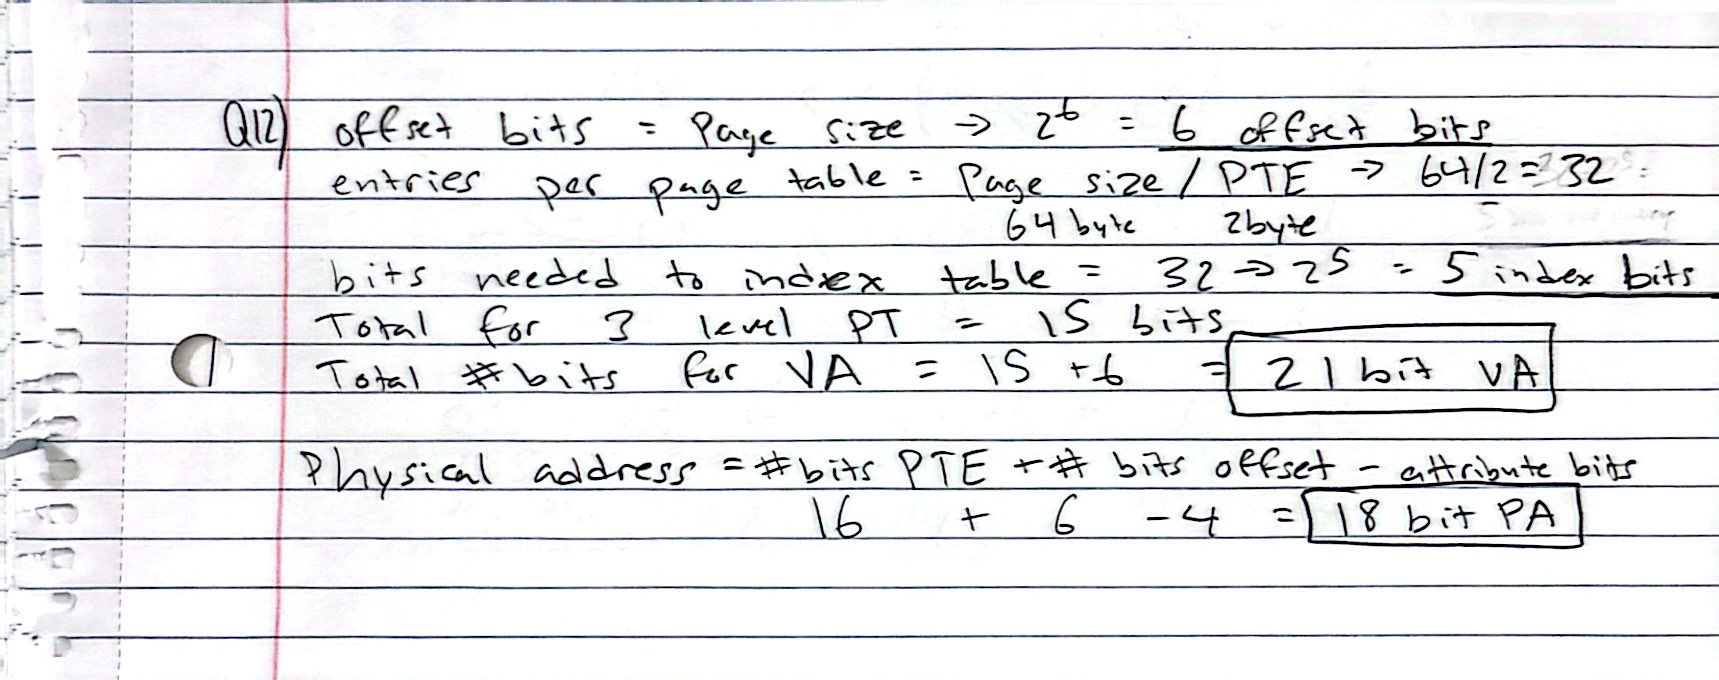 Q12) offset bits = Page size → 2^6 = 6 offset bits
entries per page table = Page size / PTE → 64/2 = 32
64 byte 2byte
bits needed to index table = 32 → 2^5 = 5 index bits
Total for 3 level PT = 15 bits
Total # bits for VA = 15 + 6 = 21 bit VA
Physical address = # bits PTE + # bits offset - attribute bits
16 + 6 - 4 = 18 bit PA